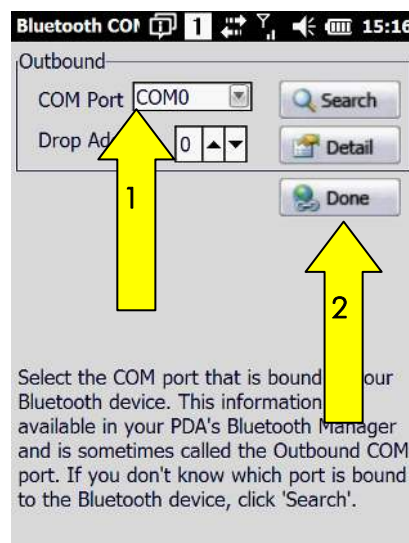 Bluetooth CO 1 15:16
Outbound
COM Port COM0 Search
Drop Ad 0 Detail
1 Done
2
Select the COM port that is bound our
Bluetooth device. This information
available in your PDA's Bluetooth Manager
and is sometimes called the Outbound COM
port. If you don't know which port is bound
to the Bluetooth device, click 'Search'.